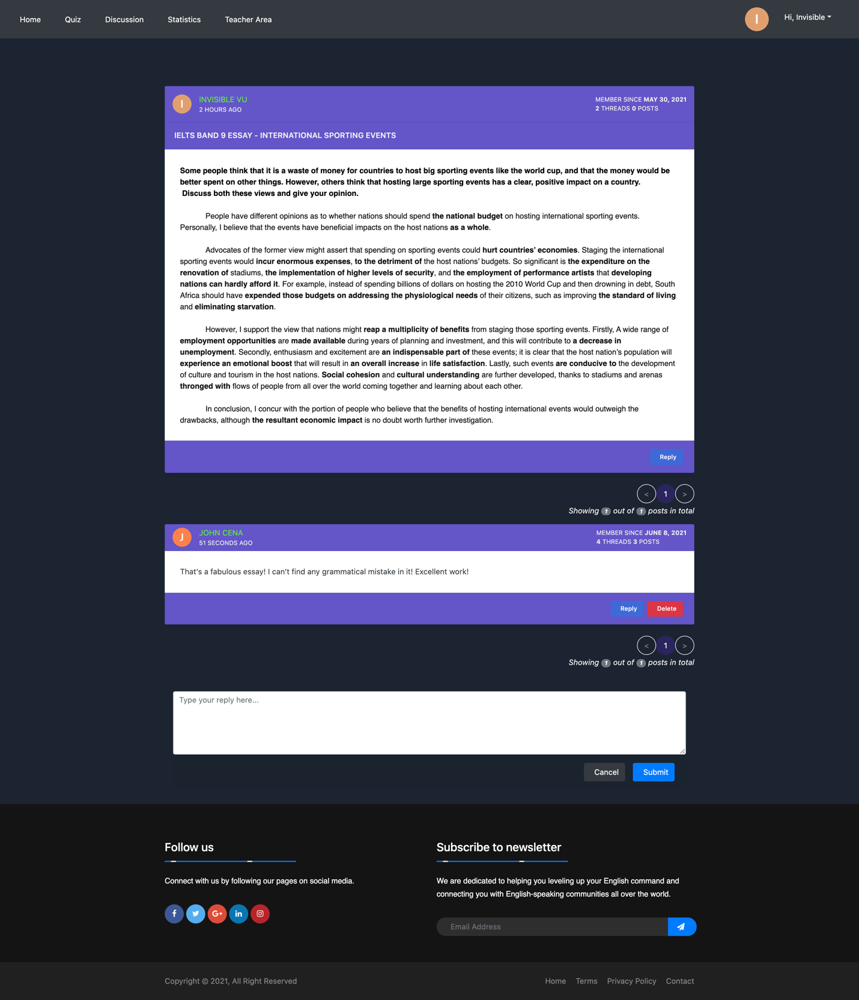 Home Quiz Discussion Statistics Teacher Area I Hi, Invisible
I INVISIBLE VU
2 HOURS AGO
MEMBER SINCE MAY 30, 2021
2 THREADS 0 POSTS
IELTS BAND 9 ESSAY - INTERNATIONAL SPORTING EVENTS
Some people think that it is a waste of money for countries to host big sporting events like the world cup, and that the money would be
better spent on other things. However, others think that hosting large sporting events has a clear, positive impact on a country.
Discuss both these views and give your opinion.
People have different opinions as to whether nations should spend the national budget on hosting international sporting events.
Personally, I believe that the events have beneficial impacts on the host nations as a whole.
Advocates of the former view might assert that spending on sporting events could hurt countries’ economies. Staging the international
sporting events would incur enormous expenses, to the detriment of the host nations’ budgets. So significant is the expenditure on the
renovation of stadiums, the implementation of higher levels of security, and the employment of performance artists that developing
nations can hardly afford it. For example, instead of spending billions of dollars on hosting the 2010 World Cup and then drowning in debt, South
Africa should have expended those budgets on addressing the physiological needs of their citizens, such as improving the standard of living
and eliminating starvation.
However, I support the view that nations might reap a multiplicity of benefits from staging those sporting events. Firstly, A wide range of
employment opportunities are made available during years of planning and investment, and this will contribute to a decrease in
unemployment. Secondly, enthusiasm and excitement are an indispensable part of these events; it is clear that the host nation’s population will
experience an emotional boost that will result in an overall increase in life satisfaction. Lastly, such events are conducive to the development
of culture and tourism in the host nations. Social cohesion and cultural understanding are further developed, thanks to stadiums and arenas
thronged with flows of people from all over the world coming together and learning about each other.
In conclusion, I concur with the portion of people who believe that the benefits of hosting international events would outweigh the
drawbacks, although the resultant economic impact is no doubt worth further investigation.
Reply
< 1 >
Showing 1 out of 1 posts in total
J JOHN CENA
51 SECONDS AGO
MEMBER SINCE JUNE 8, 2021
4 THREADS 3 POSTS
That's a fabulous essay! I can't find any grammatical mistake in it! Excellent work!
Reply Delete
< 1 >
Showing 1 out of 1 posts in total
Type your reply here...
Cancel Submit
Follow us
Connect with us by following our pages on social media.
Subscribe to newsletter
We are dedicated to helping you leveling up your English command and
connecting you with English-speaking communities all over the world.
Email Address
Copyright © 2021, All Right Reserved
Home Terms Privacy Policy Contact